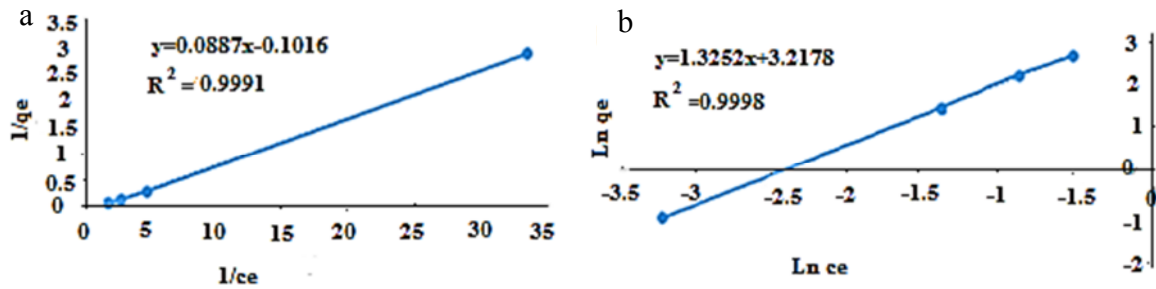 a
3.5
3
2.5
2
1.5
1
0.5
0
1/qe
y=0.0887x-0.1016
R² = 0.9991
0 5 10 15 20 25 30 35
1/ce
b
y=1.3252x+3.2178
R² =0.9998
Ln qe
3
2
1
0
-1
-2
-3.5 -3 -2.5 -2 -1.5 -1 -1.5 0
Ln ce